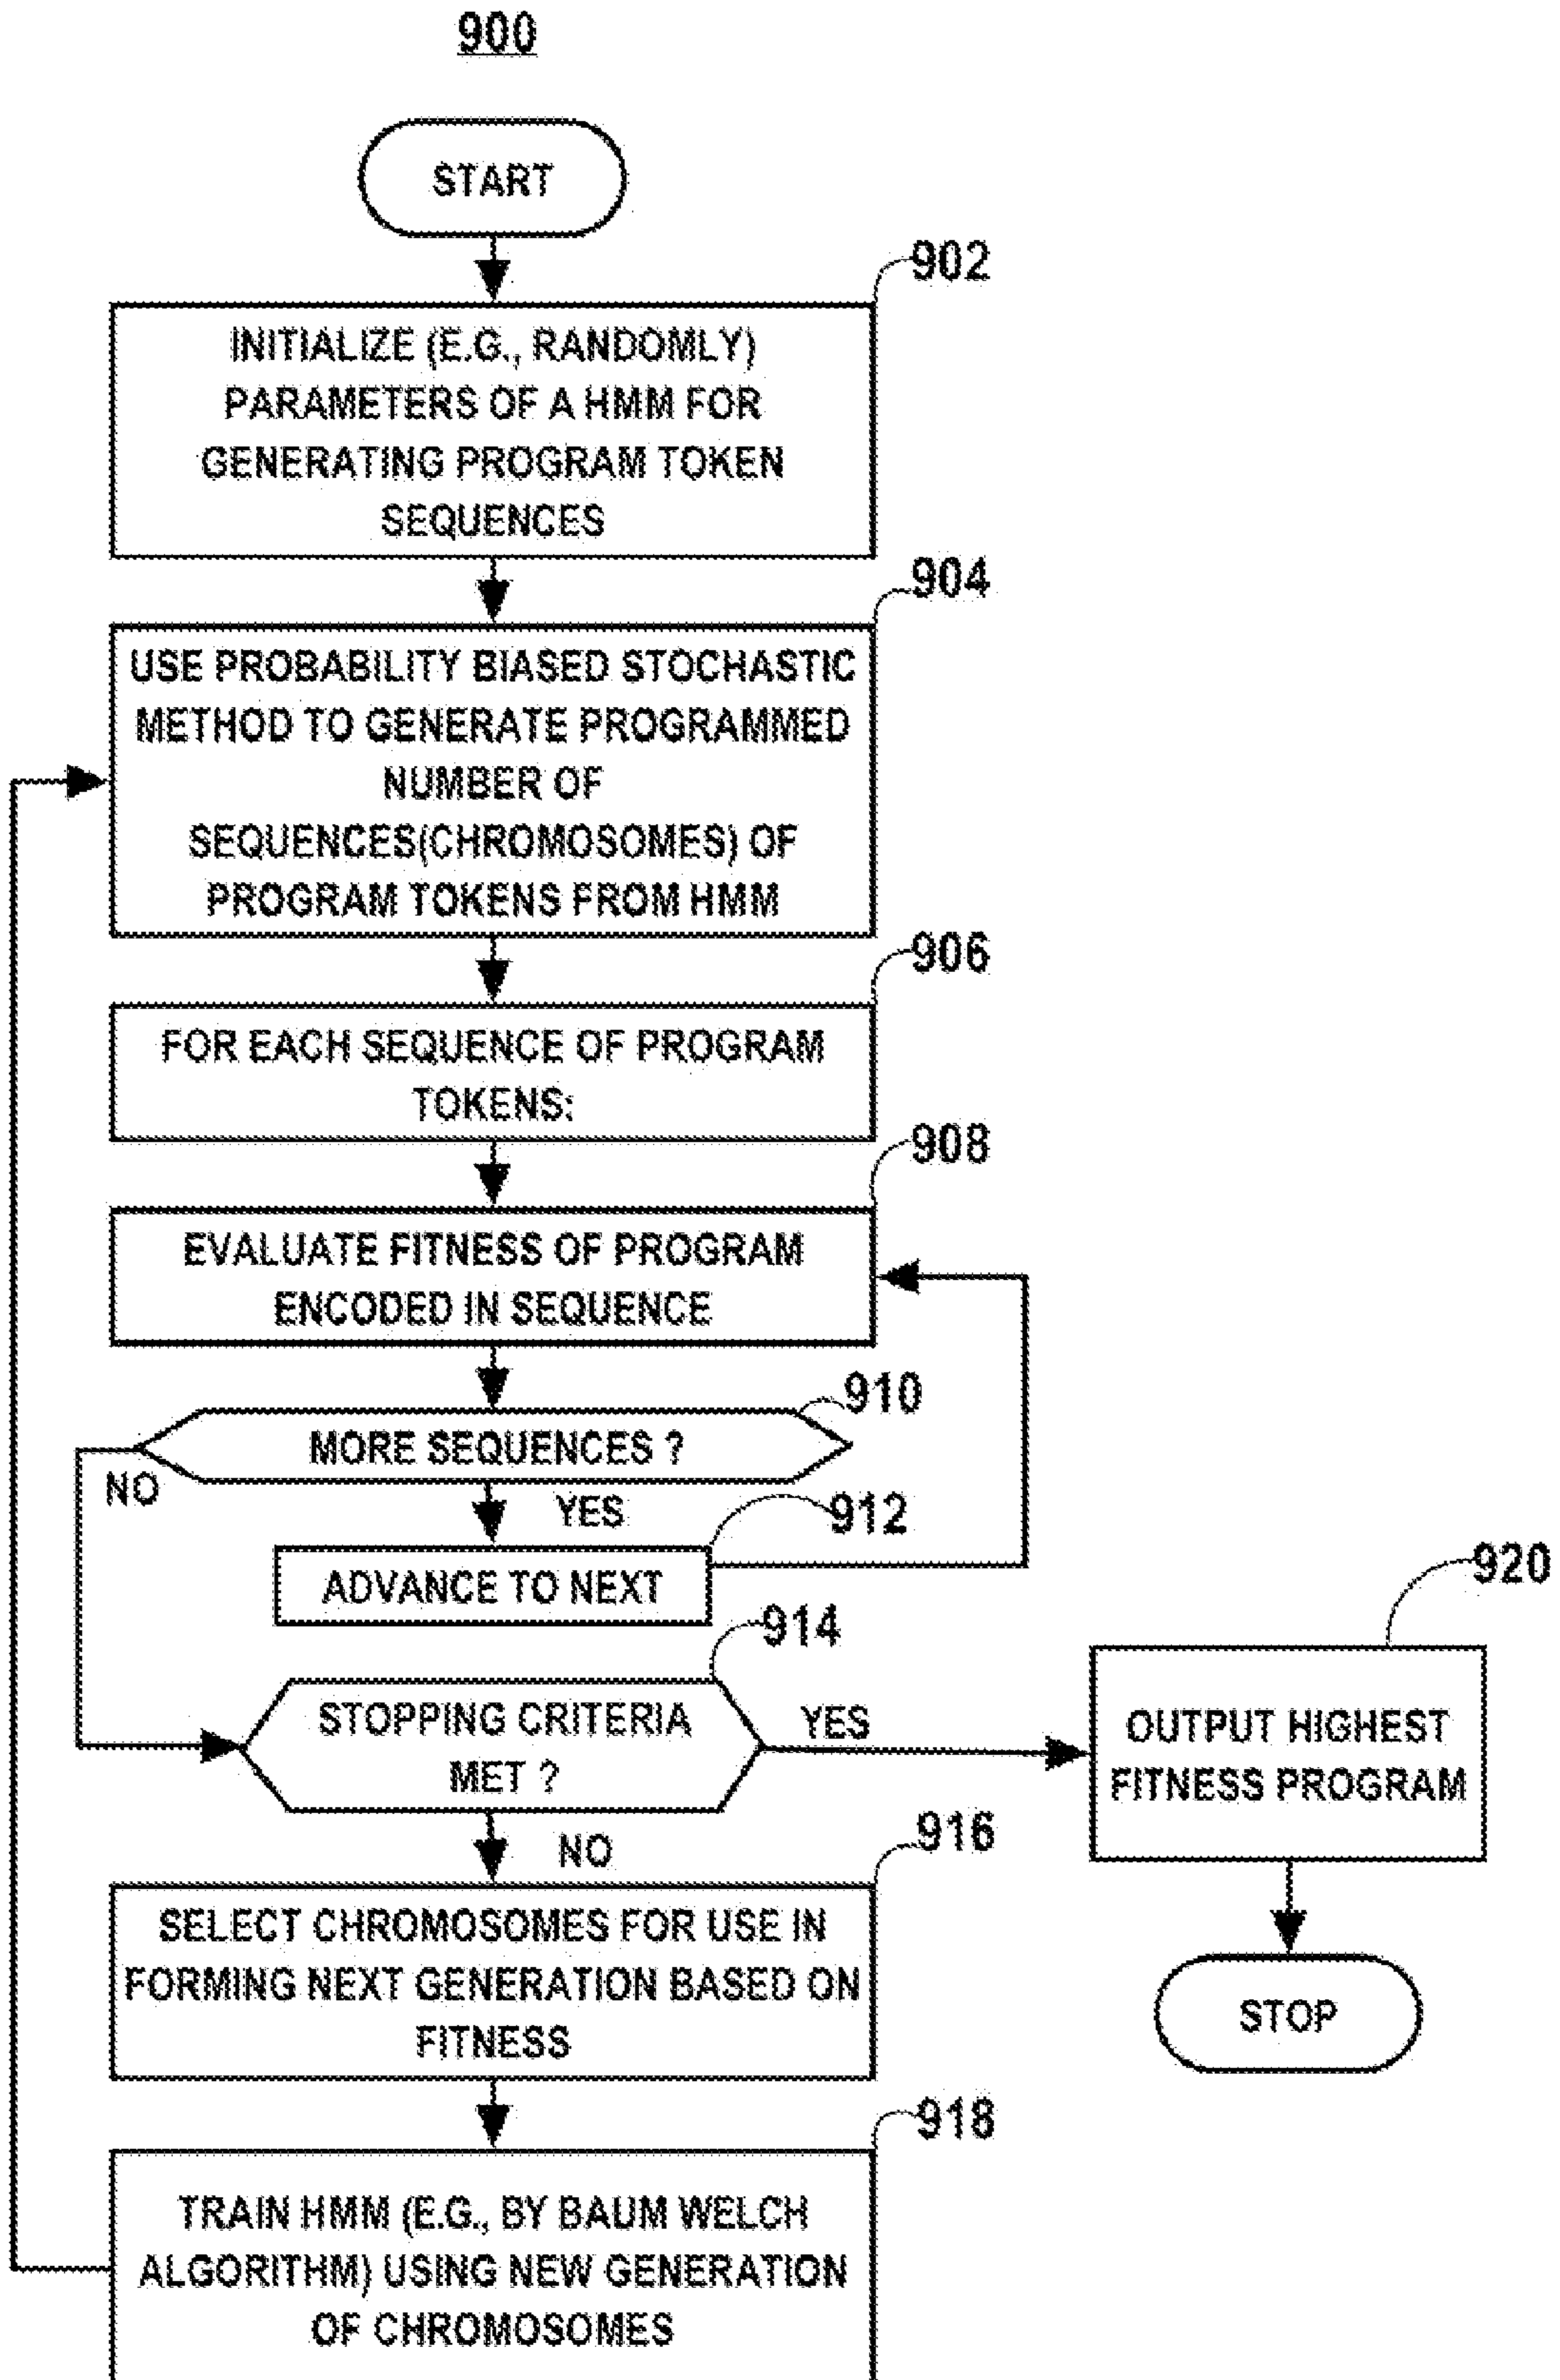 900
START
902
INITIALIZE (E.G., RANDOMLY)
PARAMETERS OF A HMM FOR
GENERATING PROGRAM TOKEN
SEQUENCES
904
USE PROBABILITY BIASED STOCHASTIC
METHOD TO GENERATE PROGRAMMED
NUMBER OF
SEQUENCES(CHROMOSOMES) OF
PROGRAM TOKENS FROM HMM
906
FOR EACH SEQUENCE OF PROGRAM
TOKENS:
908
EVALUATE FITNESS OF PROGRAM
ENCODED IN SEQUENCE
910
MORE SEQUENCES ?
NO
YES
912
ADVANCE TO NEXT
914
STOPPING CRITERIA
MET ?
YES
NO
920
OUTPUT HIGHEST
FITNESS PROGRAM
STOP
916
SELECT CHROMOSOMES FOR USE IN
FORMING NEXT GENERATION BASED ON
FITNESS
918
TRAIN HMM (E.G., BY BAUM WELCH
ALGORITHM) USING NEW GENERATION
OF CHROMOSOMES